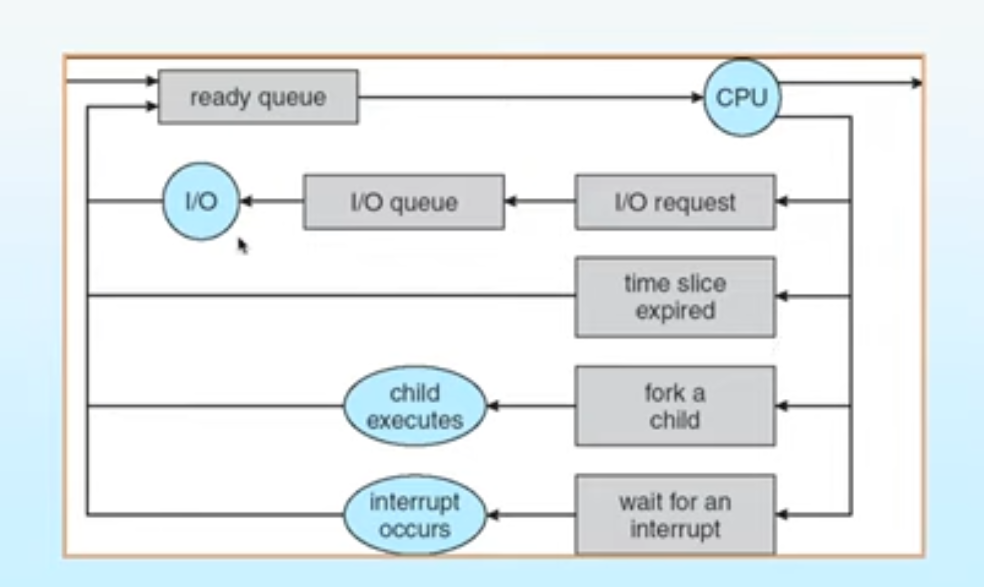 ready queue
CPU
I/O
I/O queue
I/O request
time slice
expired
child
executes
fork a
child
interrupt
occurs
wait for an
interrupt